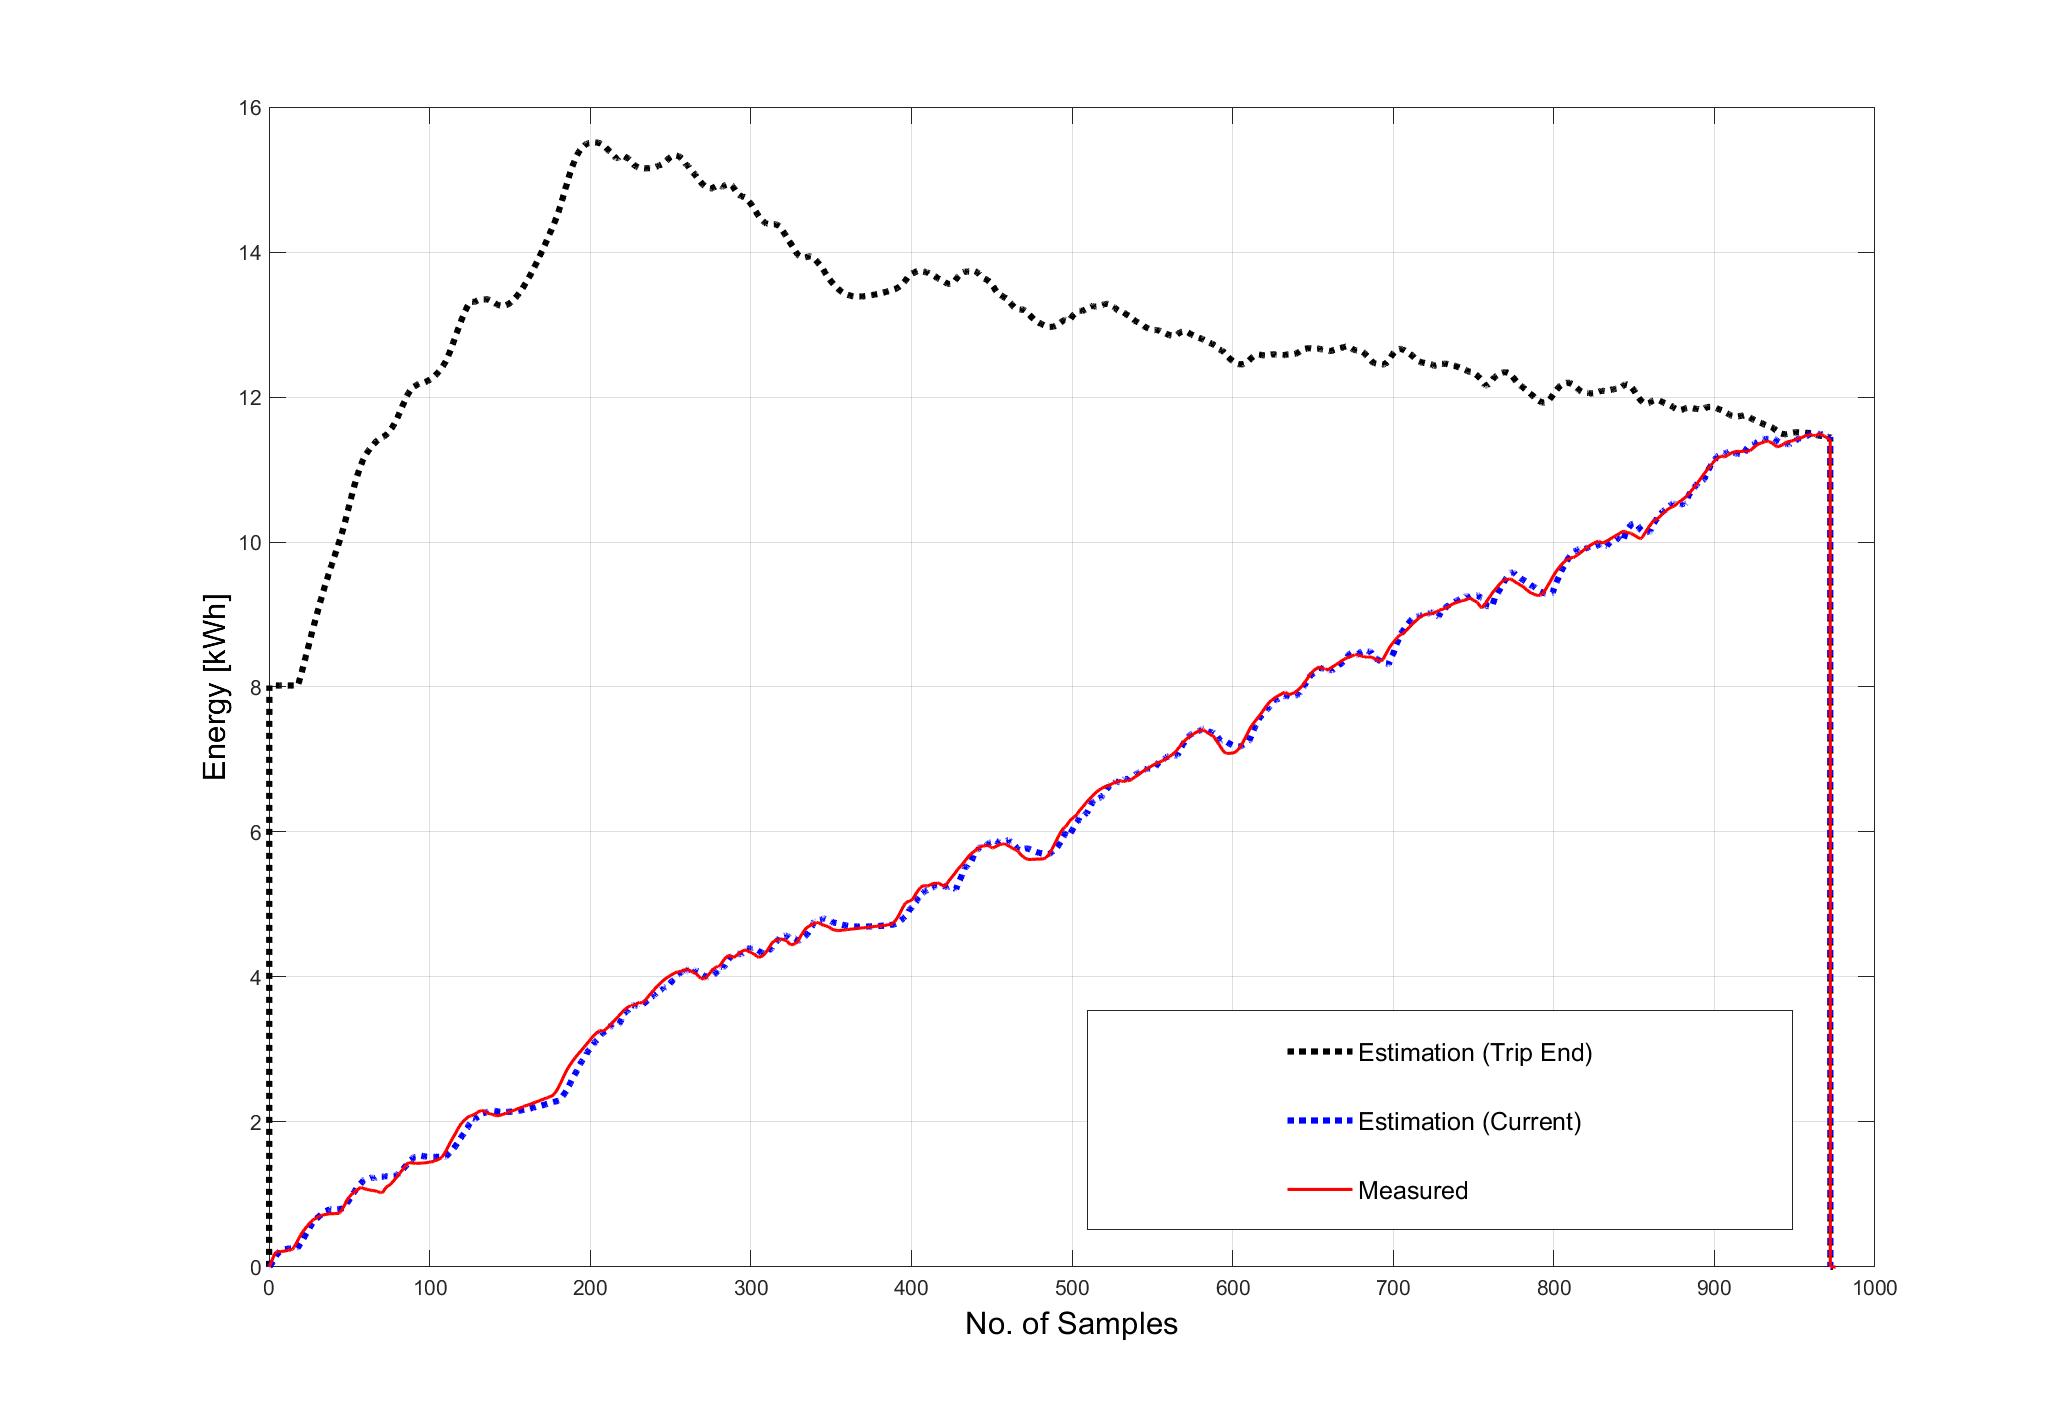 16
14
12
10
8
6
4
2
0
Energy [kWh]
0 100 200 300 400 500 600 700 800 900 1000
No. of Samples
Estimation (Trip End)
Estimation (Current)
Measured